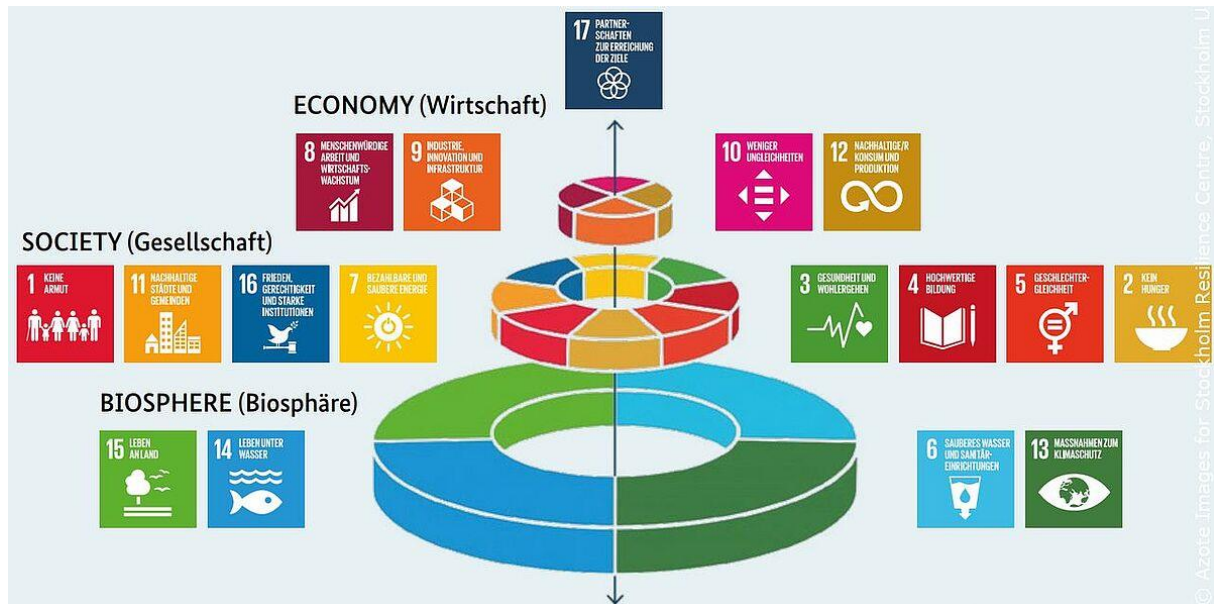 17 PARTNER-
SCHAFTEN
ZUR ERREICHUNG
DER ZIELE
ECONOMY (Wirtschaft)
8 MENSCHENWÜRDIGE
ARBEIT UND
WIRTSCHAFTS-
WACHSTUM
9 INDUSTRIE,
INNOVATION UND
INFRASTRUKTUR
10 WENIGER
UNGLEICHHEITEN
12 NACHHALTIGE/R
KONSUM UND
PRODUKTION
SOCIETY (Gesellschaft)
1 KEINE
ARMUT
11 NACHHALTIGE
STÄDTE UND
GEMEINDEN
16 FRIEDEN,
GERECHTIGKEIT
UND STARKE
INSTITUTIONEN
7 BEZAHLBARE UND
SAUBERE ENERGIE
3 GESUNDHEIT UND
WOHLERGEHEN
4 HOCHWERTIGE
BILDUNG
5 GESCHLECHTER-
GLEICHHEIT
2 KEIN
HUNGER
BIOSPHERE (Biosphäre)
15 LEBEN
AN LAND
14 LEBEN UNTER
WASSER
6 SAUBERES WASSER
UND SANITÄR-
EINRICHTUNGEN
13 MASSNAHMEN ZUM
KLIMASCHUTZ
© Azote Images for Stockholm Resilience Centre, Stockholm U